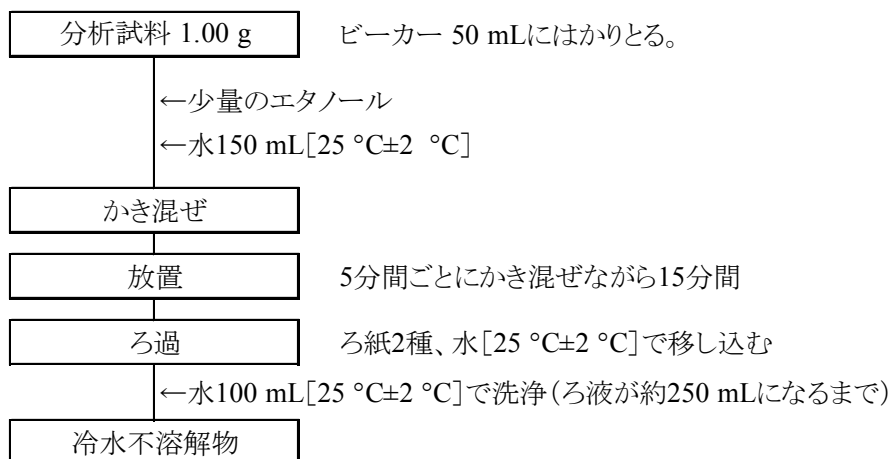 分析試料 1.00 g ビーカー 50 mLにはかりとる。
←少量のエタノール
←水150 mL[25 °C±2 °C]
かき混ぜ
放置 5分間ごとにかき混ぜながら15分間
ろ過 ろ紙2種、水[25 °C±2 °C]で移し込む
←水100 mL[25 °C±2 °C]で洗浄(ろ液が約250 mLになるまで)
冷水不溶解物